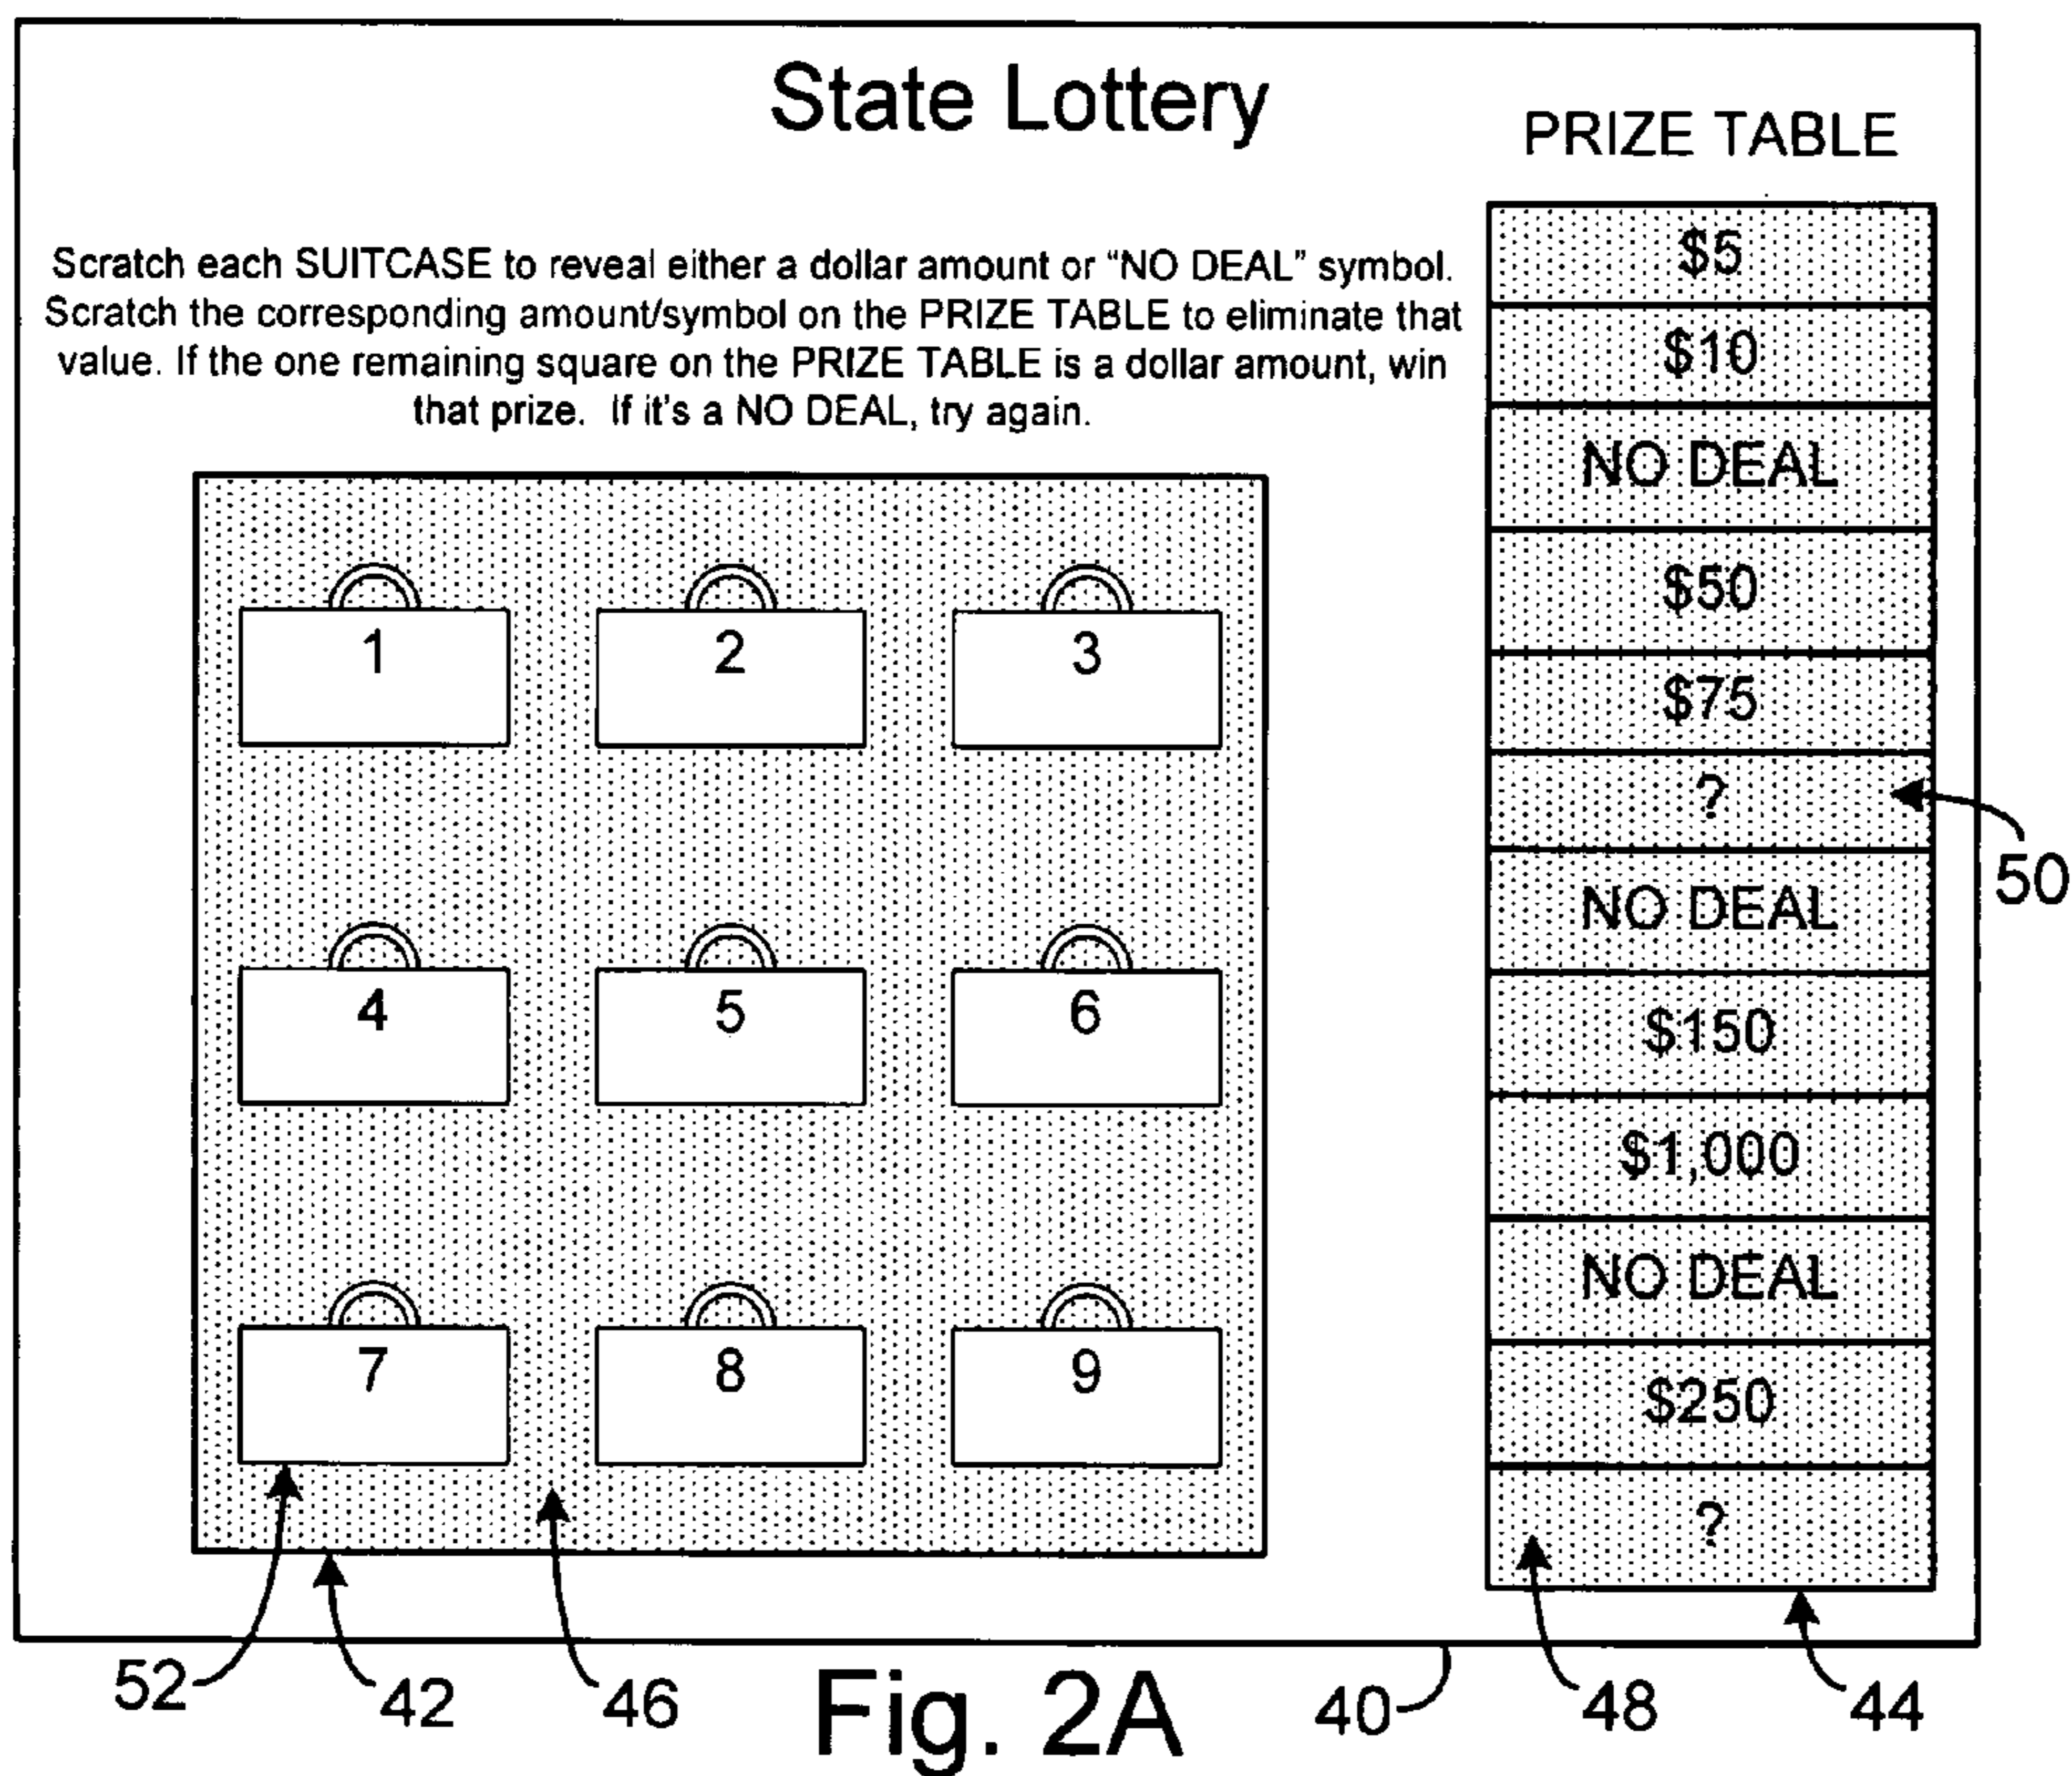 State Lottery
PRIZE TABLE
Scratch each SUITCASE to reveal either a dollar amount or “NO DEAL” symbol.
Scratch the corresponding amount/symbol on the PRIZE TABLE to eliminate that
value. If the one remaining square on the PRIZE TABLE is a dollar amount, win
that prize. If it's a NO DEAL, try again.
1
2
3
4
5
6
7
8
9
$5
$10
NO DEAL
$50
$75
?
NO DEAL
$150
$1,000
NO DEAL
$250
?
50
52
42
46
40
48
44
Fig. 2A